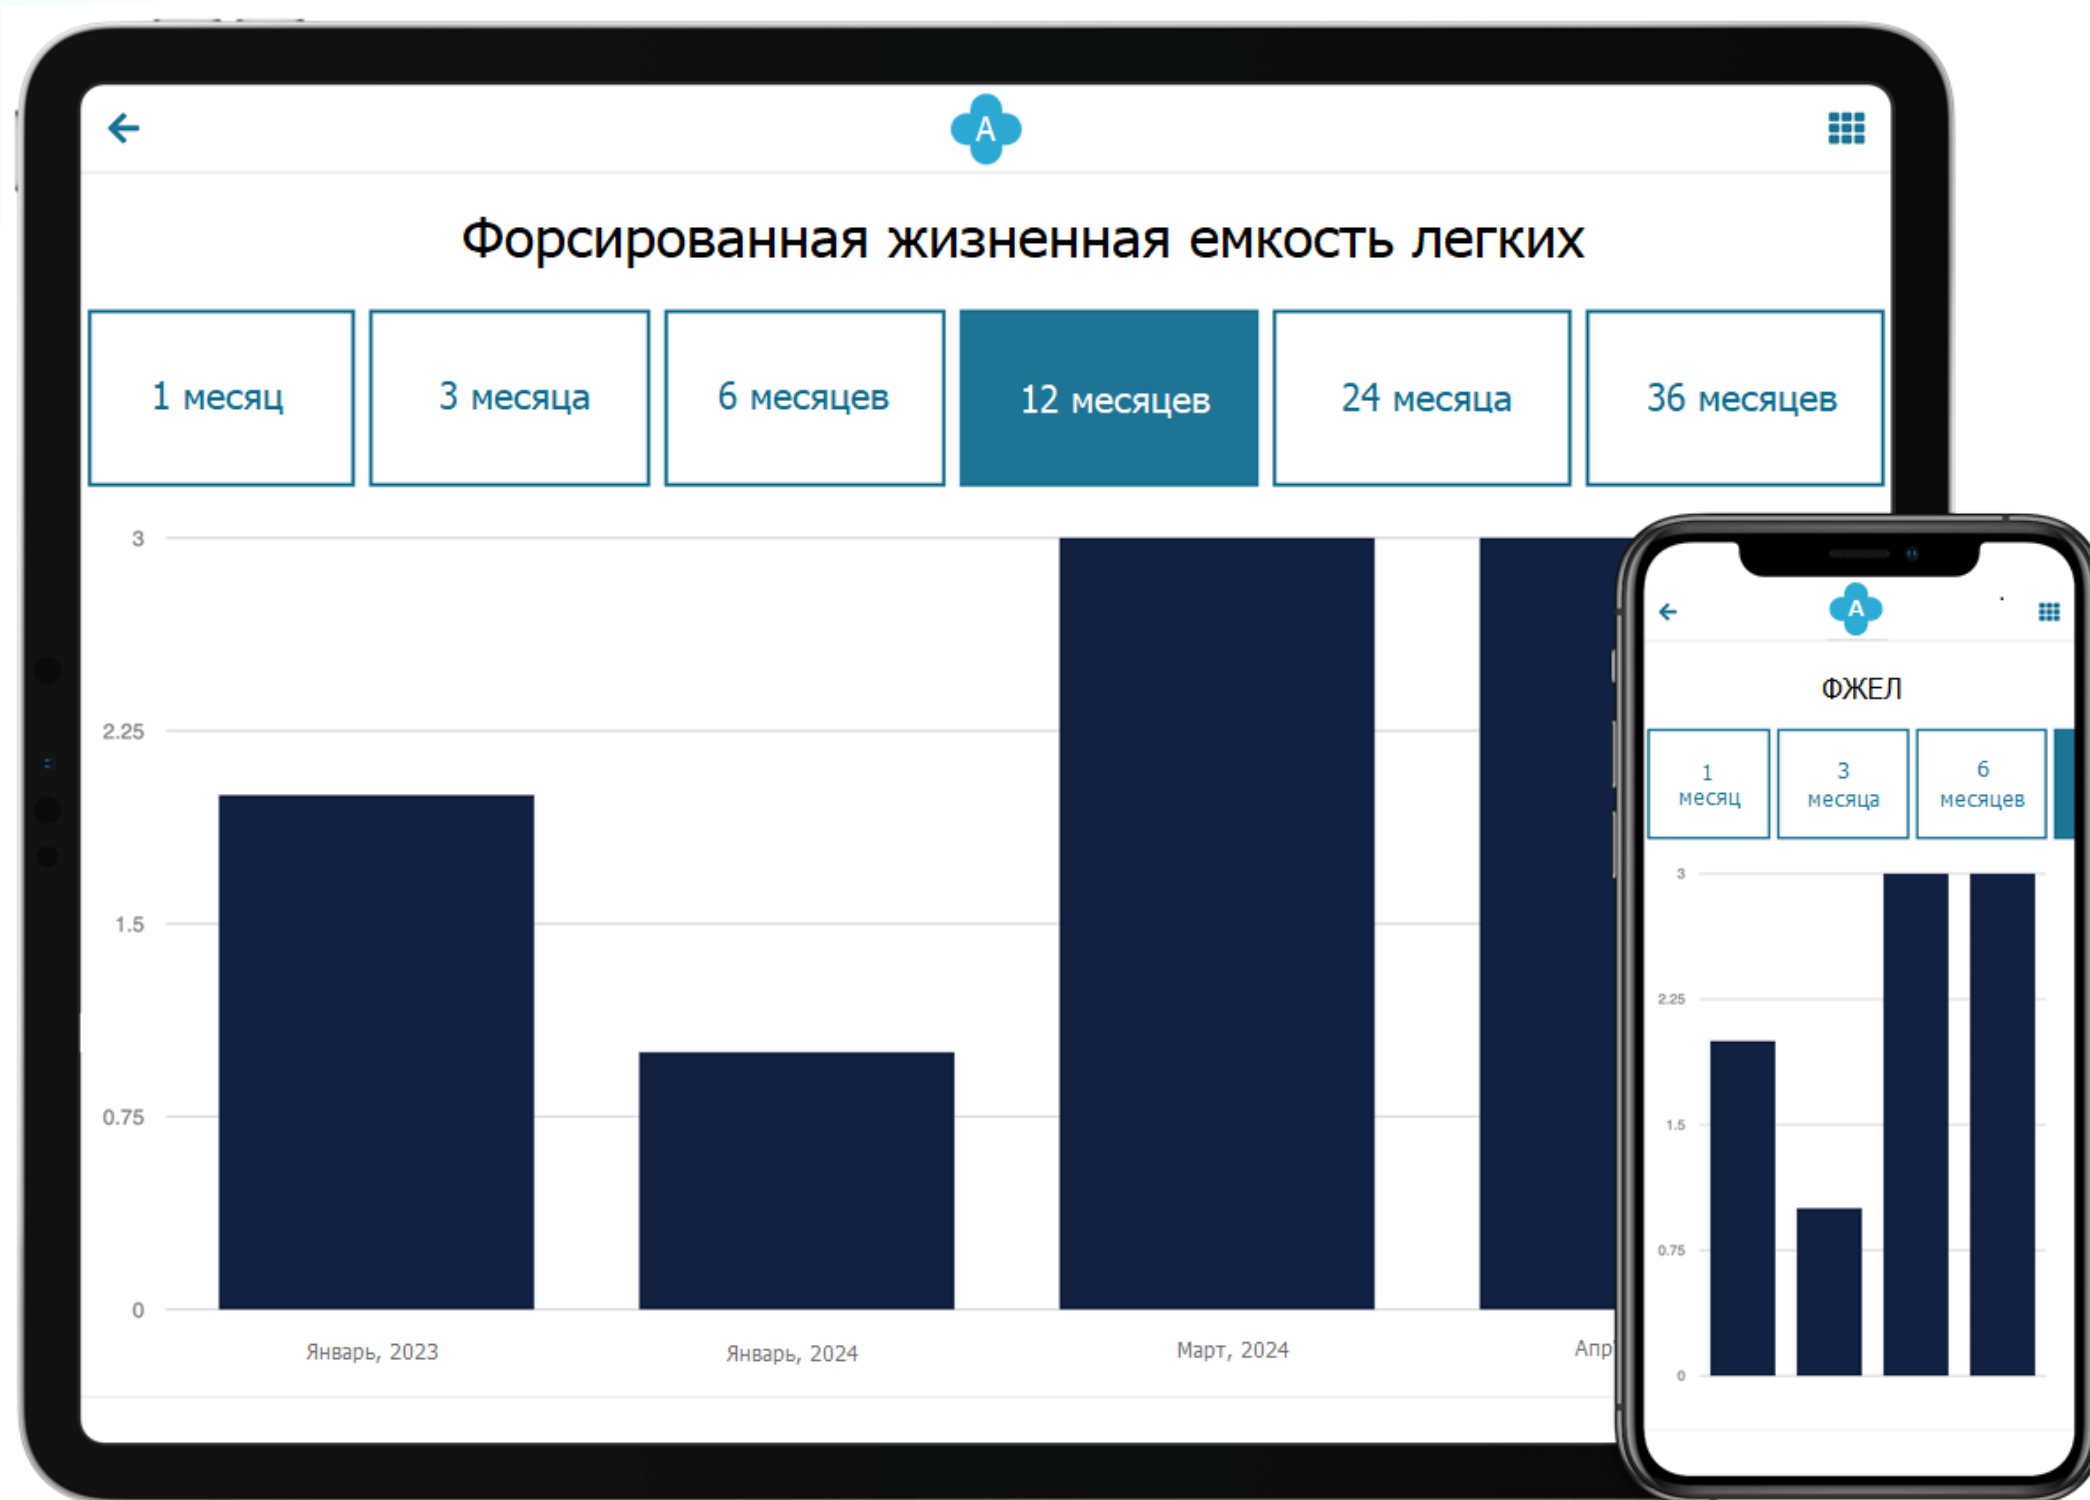 A
Форсированная жизненная емкость легких
1 месяц
3 месяца
6 месяцев
12 месяцев
24 месяца
36 месяцев
3
2.25
1.5
0.75
0
Январь, 2023
Январь, 2024
Март, 2024
A
ФЖЕЛ
1
месяц
3
месяца
6
месяцев
3
2.25
1.5
0.75
0